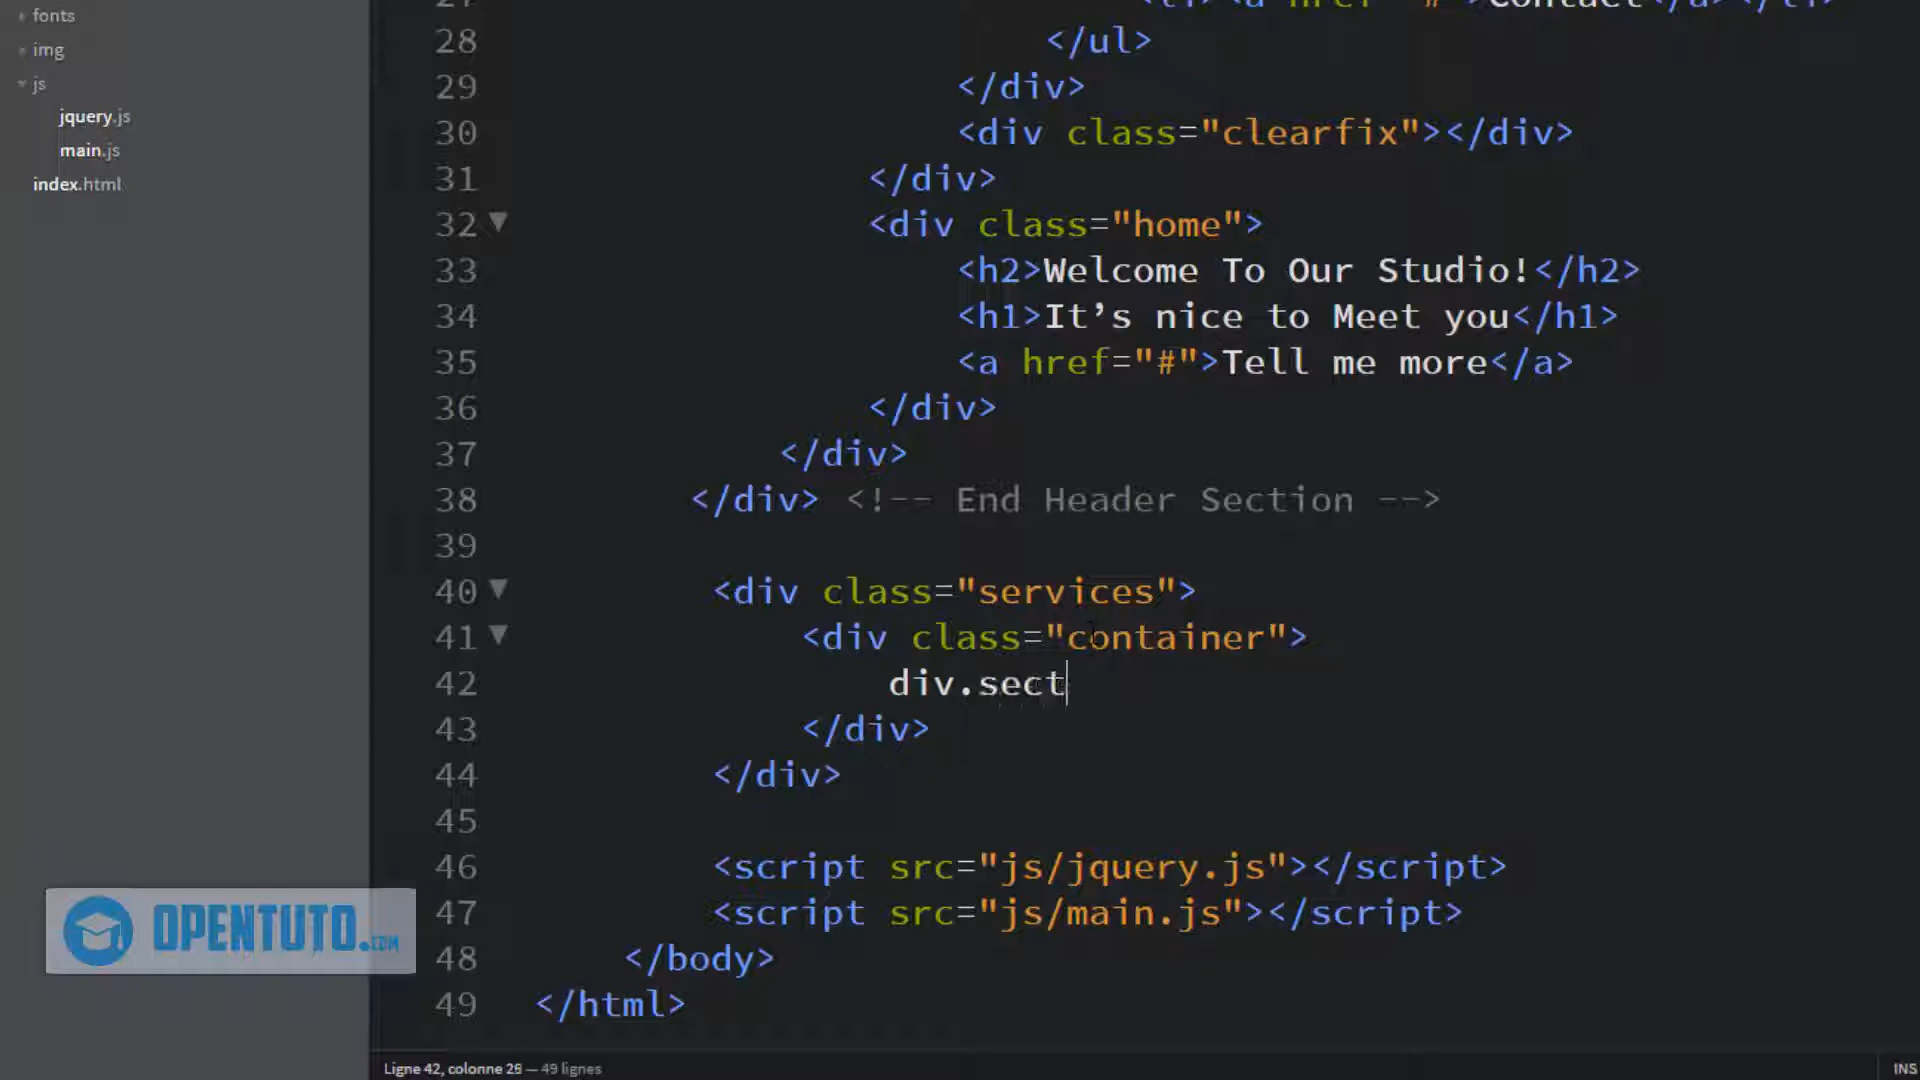 fonts
img
js
jquery.js
main.js
index.html
Contact</a></li>
28 </ul>
29 </div>
30 <div class="clearfix"></div>
31 </div>
32 <div class="home">
33 <h2>Welcome To Our Studio!</h2>
34 <h1>It’s nice to Meet you</h1>
35 <a href="#">Tell me more</a>
36 </div>
37 </div>
38 </div> <!-- End Header Section -->
39
40 <div class="services">
41 <div class="container">
42 div.sect
43 </div>
44 </div>
45
46 <script src="js/jquery.js"></script>
47 <script src="js/main.js"></script>
48 </body>
49 </html>
OPENTUTO.COM
Ligne 42, colonne 26 — 49 lignes
INS